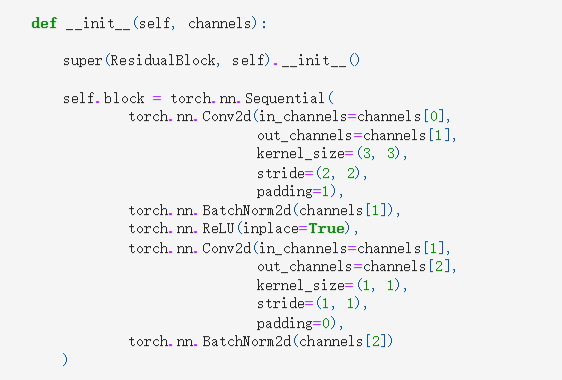 def __init__(self, channels):
super(ResidualBlock, self).__init__()
self.block = torch.nn.Sequential(
torch.nn.Conv2d(in_channels=channels[0],
out_channels=channels[1],
kernel_size=(3, 3),
stride=(2, 2),
padding=1),
torch.nn.BatchNorm2d(channels[1]),
torch.nn.ReLU(inplace=True),
torch.nn.Conv2d(in_channels=channels[1],
out_channels=channels[2],
kernel_size=(1, 1),
stride=(1, 1),
padding=0),
torch.nn.BatchNorm2d(channels[2])
)